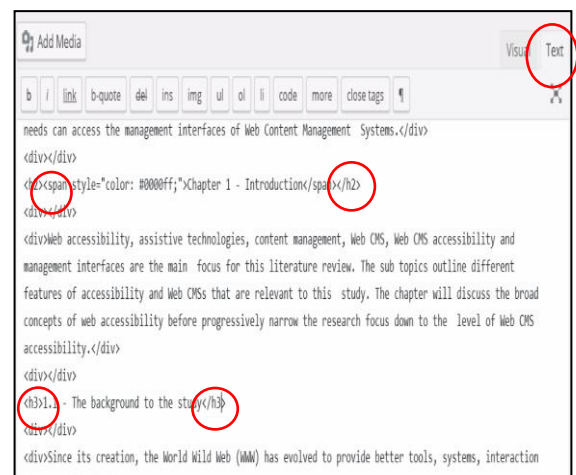 Add Media
Visual Text
b i link b-quote del ins img ul ol li code more close tags ¶
needs can access the management interfaces of Web Content Management Systems.</div>
<div></div>
<h2><span style="color: #0000ff;">Chapter 1 - Introduction</span></h2>
<div></div>
<div>Web accessibility, assistive technologies, content management, Web CMS, Web CMS accessibility and
management interfaces are the main focus for this literature review. The sub topics outline different
features of accessibility and Web CMSs that are relevant to this study. The chapter will discuss the broad
concepts of web accessibility before progressively narrow the research focus down to the level of Web CMS
accessibility.</div>
<div></div>
<h3>1.1 - The background to the study</h3>
<div></div>
<div>Since its creation, the World Wild Web (WWW) has evolved to provide better tools, systems, interaction